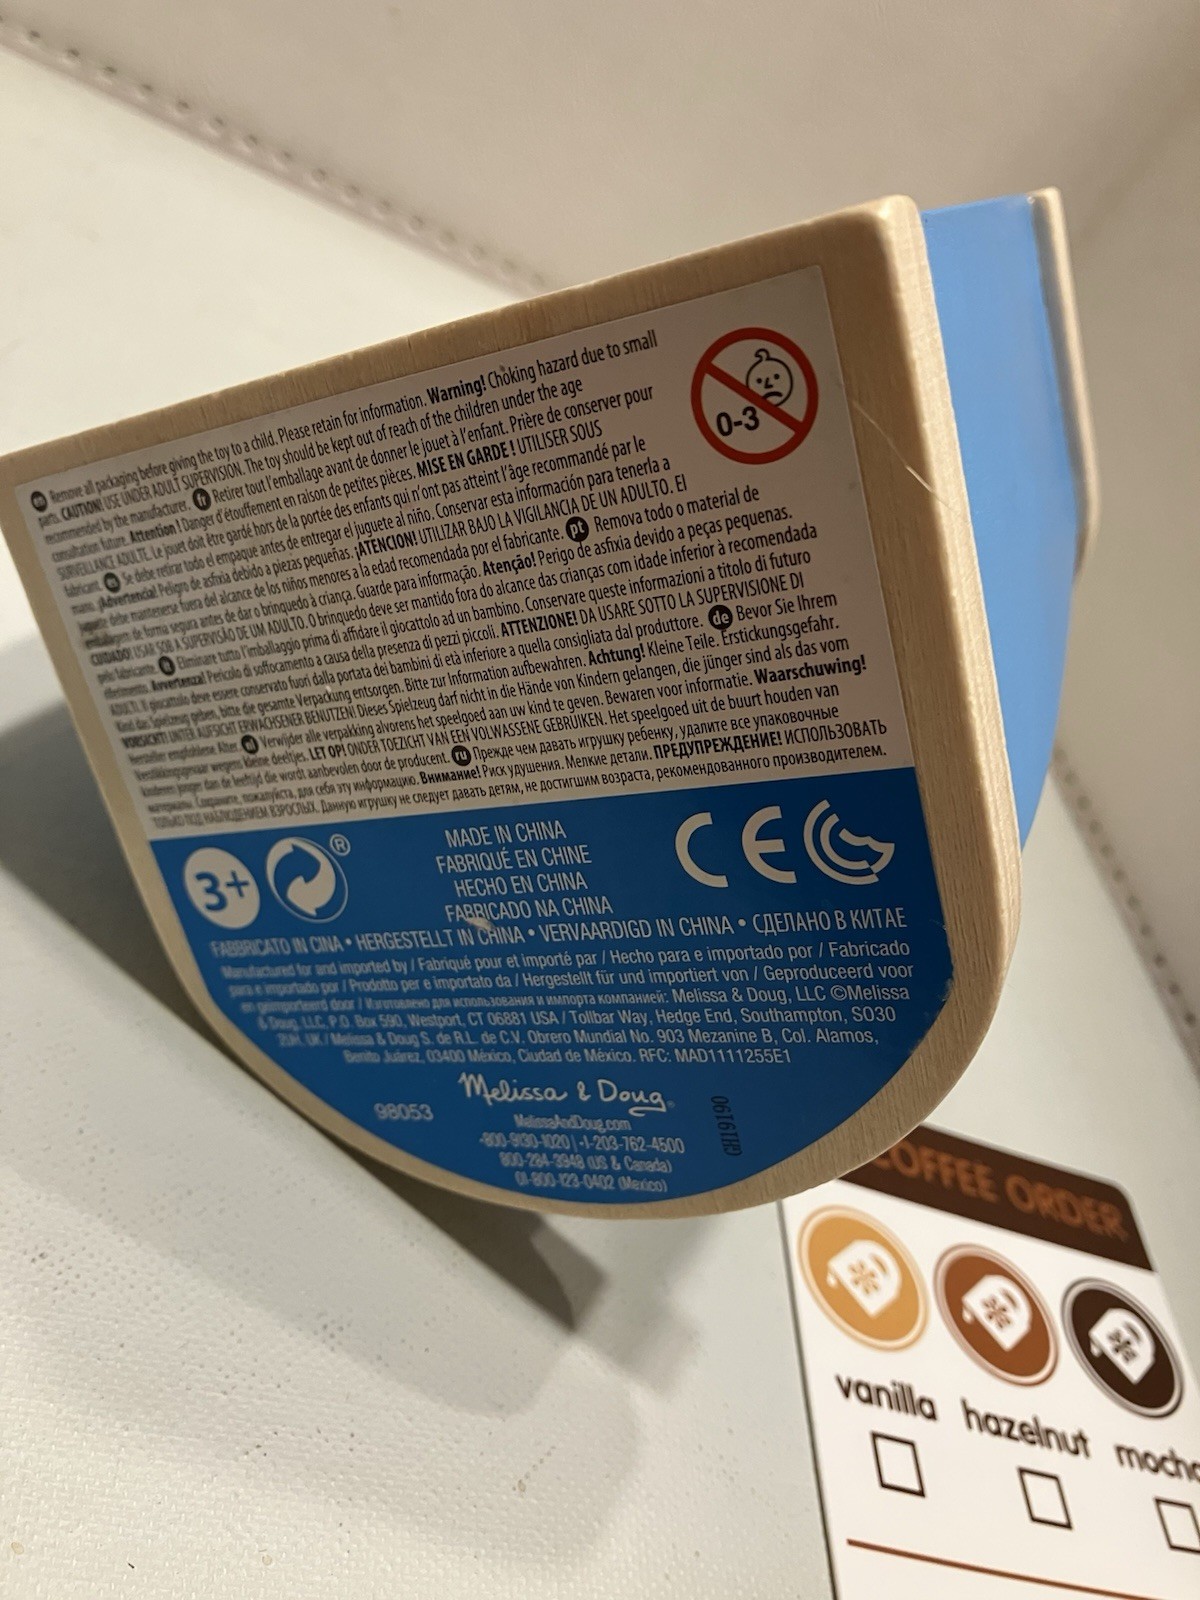 en Remove all packaging before giving the toy to a child. Please retain for information. Warning! Choking hazard due to small
parts. CAUTION! USE UNDER ADULT SUPERVISION. The toy should be kept out of reach of the children under the age
recommended by the manufacturer. fr Retirer tout l'emballage avant de donner le jouet à l'enfant. Prière de conserver pour
consultation future. Attention ! Danger d'étouffement en raison de petites pièces. MISE EN GARDE ! UTILISER SOUS
SURVEILLANCE ADULTE. Le jouet doit être gardé hors de la portée des enfants qui n'ont pas atteint l'âge recommandé par le
fabricant. es Se debe retirar todo el empaque antes de entregar el juguete al niño. Conservar esta información para tenerla a
mano. ¡Advertencia! Peligro de asfixia debido a piezas pequeñas. ¡ATENCION! UTILIZAR BAJO LA VIGILANCIA DE UN ADULTO. El
juguete debe mantenerse fuera del alcance de los niños menores a la edad recomendada por el fabricante. pt Remova todo o material de
embalagem de forma segura antes de dar o brinquedo à criança. Guarde para informação. Atenção! Perigo de asfixia devido a peças pequenas.
CUIDADO! USAR SOB A SUPERVISÃO DE UM ADULTO. O brinquedo deve ser mantido fora do alcance das crianças com idade inferior à recomendada
pelo fabricante. it Eliminare tutto l'imballaggio prima di affidare il giocattolo ad un bambino. Conservare queste informazioni a titolo di futuro
riferimento. Avvertenza! Pericolo di soffocamento a causa della presenza di pezzi piccoli. ATTENZIONE! DA USARE SOTTO LA SUPERVISIONE DI
ADULTI. Il giocattolo deve essere conservato fuori dalla portata dei bambini di età inferiore a quella consigliata dal produttore. de Bevor Sie Ihrem
Kind das Spielzeug geben, bitte die gesamte Verpackung entsorgen. Bitte zur Information aufbewahren. Achtung! Kleine Teile. Erstickungsgefahr.
VORSICHT! UNTER AUFSICHT ERWACHSENER BENUTZEN! Dieses Spielzeug darf nicht in die Hände von Kindern gelangen, die jünger sind als das vom
Hersteller empfohlene Alter. nl Verwijder alle verpakking alvorens het speelgoed aan uw kind te geven. Bewaren voor informatie. Waarschuwing!
Verstikkingsgevaar wegens kleine deeltjes. LET OP! ONDER TOEZICHT VAN EEN VOLWASSENE GEBRUIKEN. Het speelgoed uit de buurt houden van
kinderen jonger dan de leeftijd die wordt aanbevolen door de producent. ru Прежде чем давать игрушку ребенку, удалите все упаковочные
материалы. Сохраните, пожалуйста, для себя эту информацию. Внимание! Риск удушения. Мелкие детали. ПРЕДУПРЕЖДЕНИЕ! ИСПОЛЬЗОВАТЬ
ТОЛЬКО ПОД НАБЛЮДЕНИЕМ ВЗРОСЛЫХ. Данную игрушку не следует давать детям, не достигшим возраста, рекомендованного производителем.
0-3
3+
®
CE
MADE IN CHINA
FABRIQUÉ EN CHINE
HECHO EN CHINA
FABRICADO NA CHINA
FABBRICATO IN CINA • HERGESTELLT IN CHINA • VERVAARDIGD IN CHINA • СДЕЛАНО В КИТАЕ
Manufactured for and imported by / Fabriqué pour et importé par / Hecho para e importado por / Fabricado
para e importado por / Prodotto per e importato da / Hergestellt für und importiert von / Geproduceerd voor
en geïmporteerd door / Изготовлено для использования и импорта компанией: Melissa & Doug, LLC ©Melissa
& Doug, LLC, P.O. Box 590, Westport, CT 06881 USA / Tollbar Way, Hedge End, Southampton, SO30
2UH, UK / Melissa & Doug S. de R.L. de C.V. Obrero Mundial No. 903 Mezanine B, Col. Alamos,
Benito Juárez, 03400 México, Ciudad de México. RFC: MAD1111255E1
Melissa & Doug®
98053
MelissaAndDoug.com
-800-930-1020 | +1-203-762-4500
800-284-3948 (US & Canada)
01-800-123-0402 (Mexico)
GH19190
COFFEE ORDER
vanilla
hazelnut
mocha